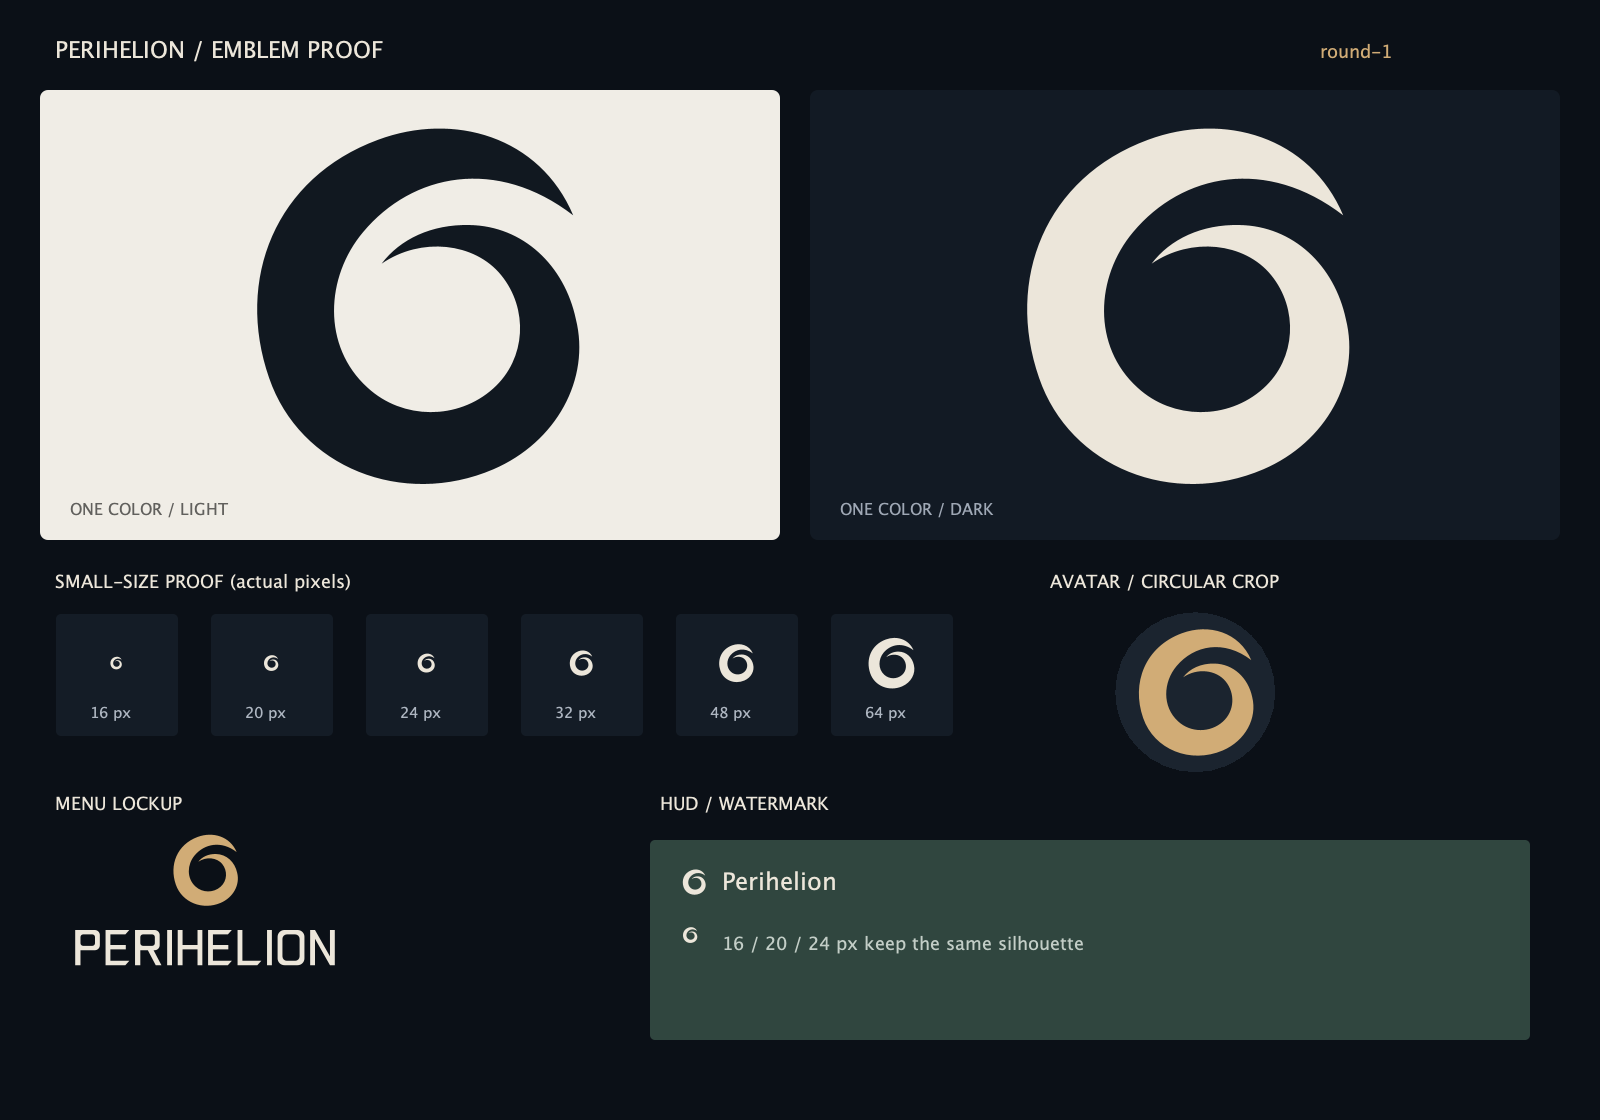 PERIHELION / EMBLEM PROOF
round-1
ONE COLOR / LIGHT
ONE COLOR / DARK
SMALL-SIZE PROOF (actual pixels)
AVATAR / CIRCULAR CROP
16 px
20 px
24 px
32 px
48 px
64 px
MENU LOCKUP
HUD / WATERMARK
PERIHELION
Perihelion
16 / 20 / 24 px keep the same silhouette